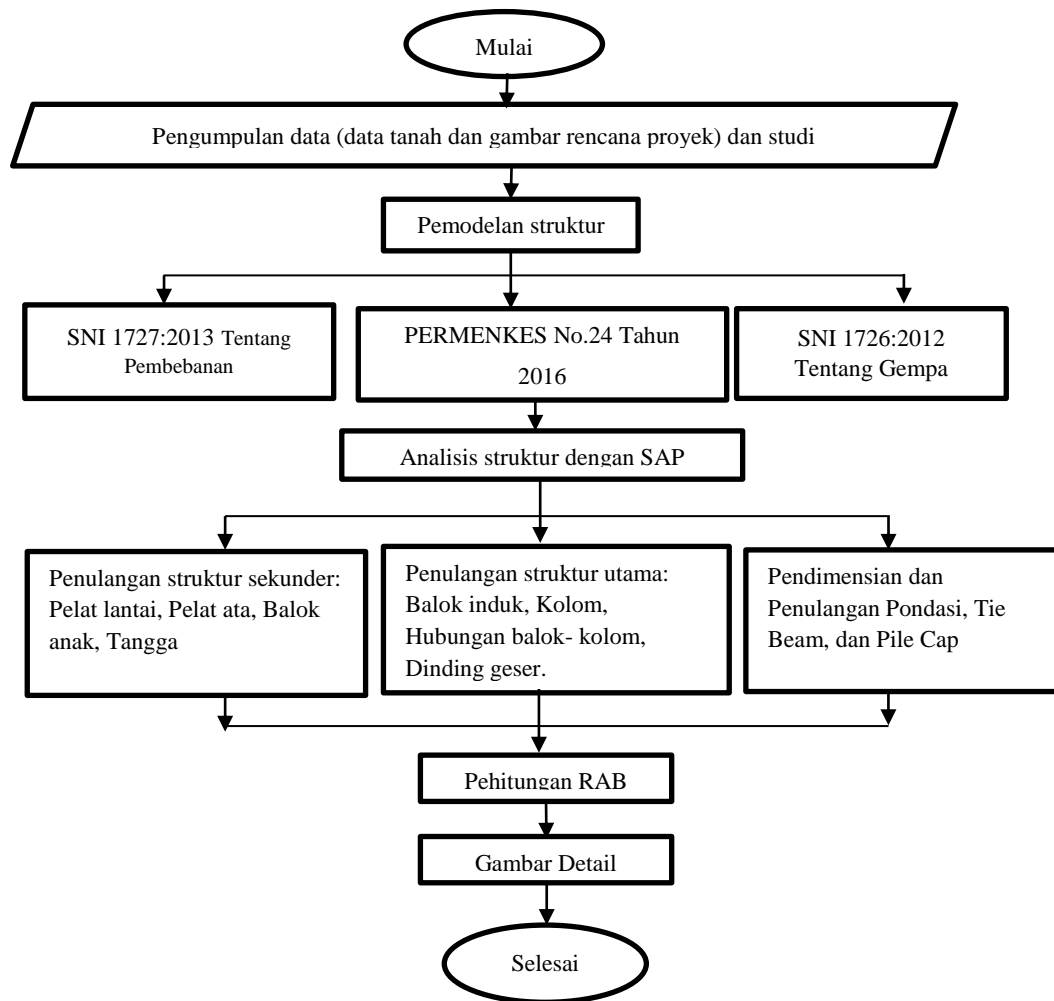 Mulai
Pengumpulan data (data tanah dan gambar rencana proyek) dan studi
Pemodelan struktur
SNI 1727:2013 Tentang
Pembebanan
PERMENKES No.24 Tahun
2016
SNI 1726:2012
Tentang Gempa
Analisis struktur dengan SAP
Penulangan struktur sekunder:
Pelat lantai, Pelat ata, Balok
anak, Tangga
Penulangan struktur utama:
Balok induk, Kolom,
Hubungan balok- kolom,
Dinding geser.
Pendimensian dan
Penulangan Pondasi, Tie
Beam, dan Pile Cap
Pehitungan RAB
Gambar Detail
Selesai